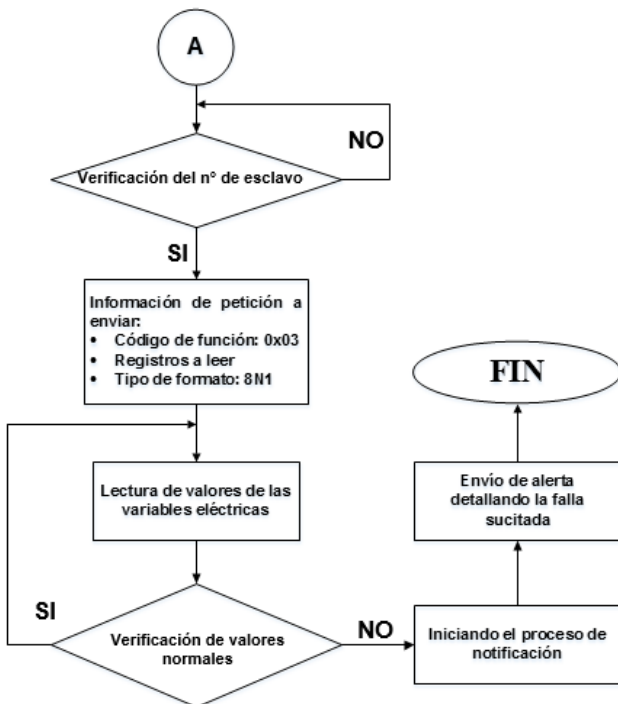 A
NO
Verificación del n° de esclavo
SI
Información de petición a
enviar:
• Código de función: 0x03
• Registros a leer
• Tipo de formato: 8N1
FIN
Lectura de valores de las
variables eléctricas
Envío de alerta
detallando la falla
sucitada
SI
Verificación de valores
normales
NO
Iniciando el proceso de
notificación